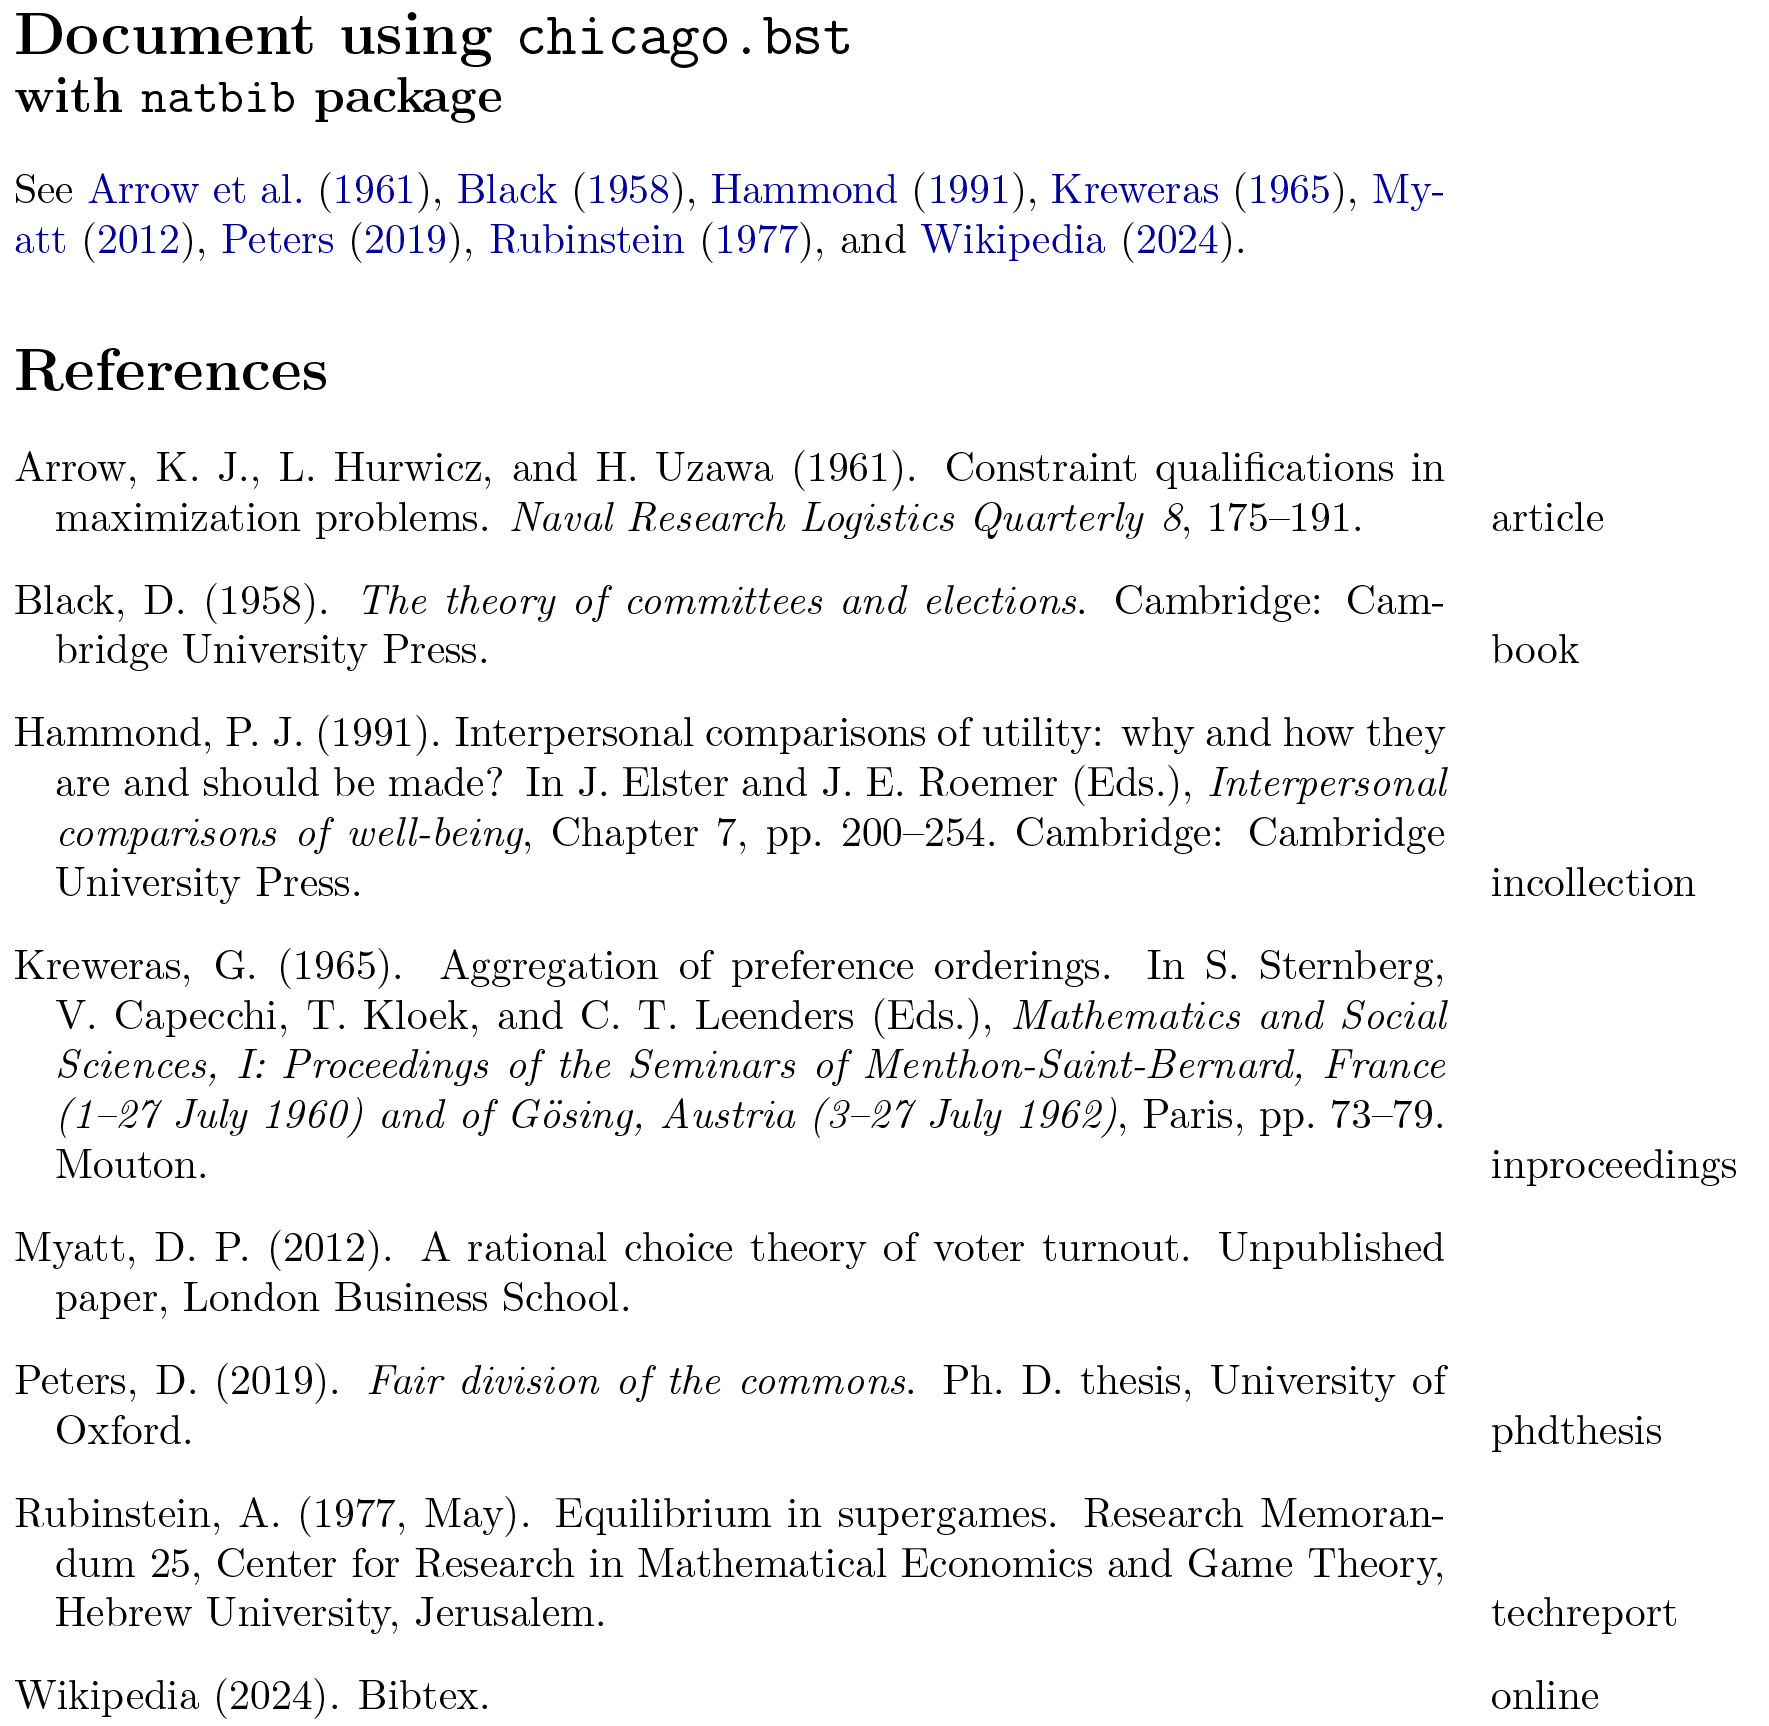 Document using chicago.bst
with natbib package
See Arrow et al. (1961), Black (1958), Hammond (1991), Kreweras (1965), My-
att (2012), Peters (2019), Rubinstein (1977), and Wikipedia (2024).
References
Arrow, K. J., L. Hurwicz, and H. Uzawa (1961). Constraint qualifications in
maximization problems. Naval Research Logistics Quarterly 8, 175–191. article
Black, D. (1958). The theory of committees and elections. Cambridge: Cam-
bridge University Press. book
Hammond, P. J. (1991). Interpersonal comparisons of utility: why and how they
are and should be made? In J. Elster and J. E. Roemer (Eds.), Interpersonal
comparisons of well-being, Chapter 7, pp. 200–254. Cambridge: Cambridge
University Press. incollection
Kreweras, G. (1965). Aggregation of preference orderings. In S. Sternberg,
V. Capecchi, T. Kloek, and C. T. Leenders (Eds.), Mathematics and Social
Sciences, I: Proceedings of the Seminars of Menthon-Saint-Bernard, France
(1–27 July 1960) and of Gösing, Austria (3–27 July 1962), Paris, pp. 73–79.
Mouton. inproceedings
Myatt, D. P. (2012). A rational choice theory of voter turnout. Unpublished
paper, London Business School.
Peters, D. (2019). Fair division of the commons. Ph. D. thesis, University of
Oxford. phdthesis
Rubinstein, A. (1977, May). Equilibrium in supergames. Research Memoran-
dum 25, Center for Research in Mathematical Economics and Game Theory,
Hebrew University, Jerusalem. techreport
Wikipedia (2024). Bibtex. online